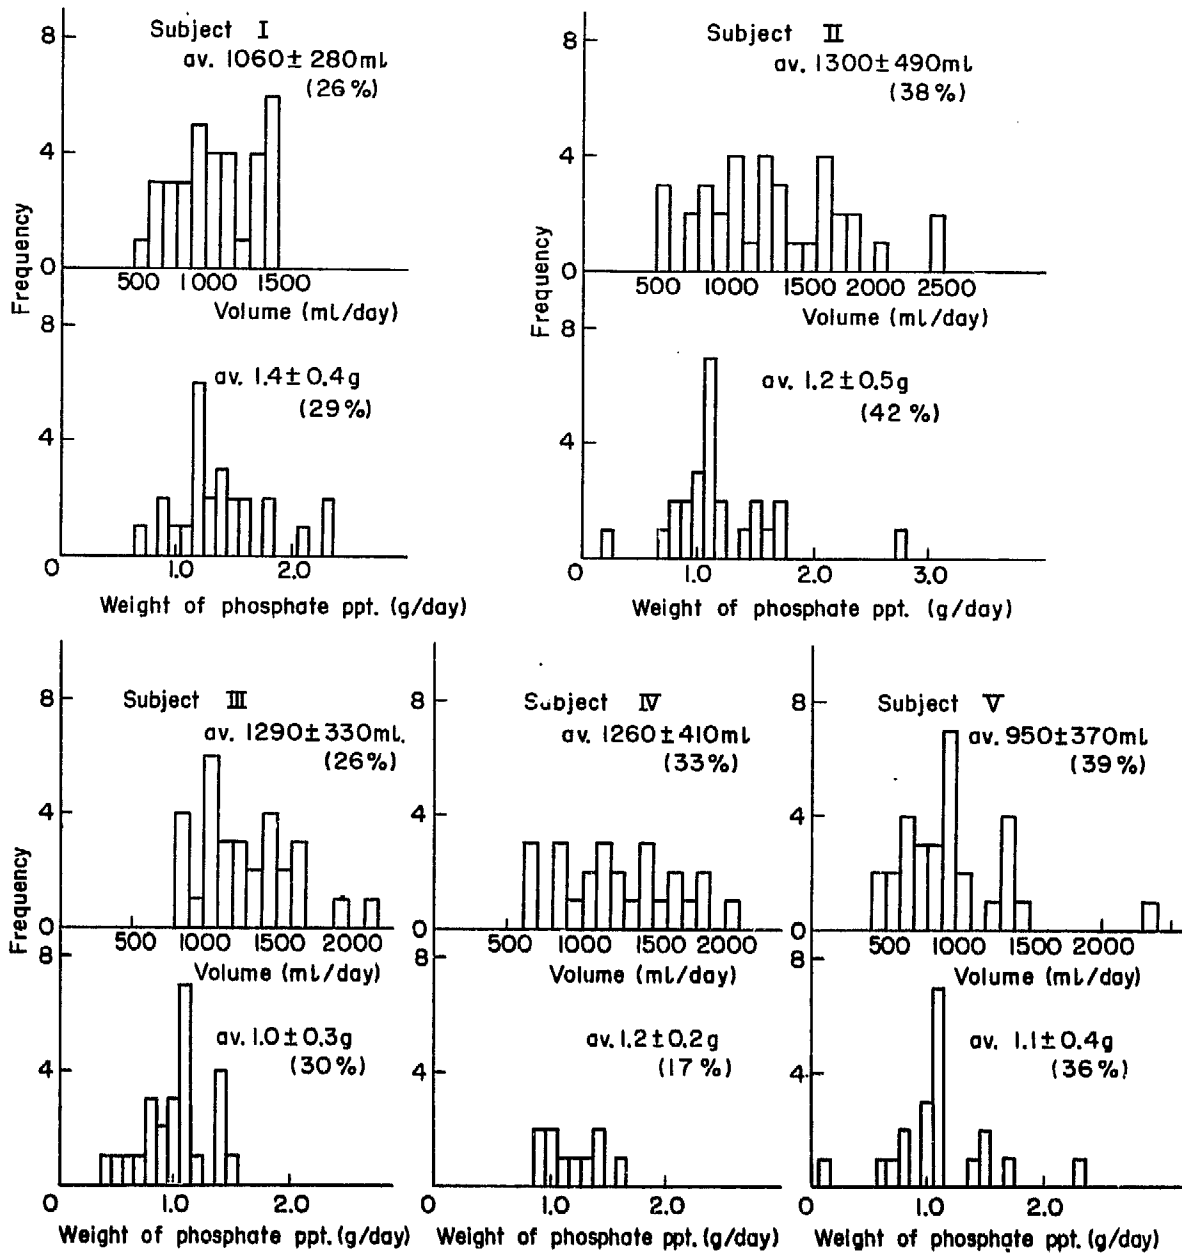 Subject I
av. 1060 ± 280ml
(26%)
8
4
0
Frequency
500 1000 1500
Volume (ml/day)
8
4
0
av. 1.4 ± 0.4g
(29%)
1.0 2.0
Weight of phosphate ppt. (g/day)
Subject II
av. 1300 ± 490ml
(38%)
8
4
0
Frequency
500 1000 1500 2000 2500
Volume (ml/day)
8
4
0
av. 1.2 ± 0.5g
(42%)
1.0 2.0 3.0
Weight of phosphate ppt. (g/day)
Subject III
av. 1290 ± 330ml.
(26%)
8
4
0
Frequency
500 1000 1500 2000
Volume (ml/day)
8
4
0
av. 1.0 ± 0.3g
(30%)
1.0 2.0
Weight of phosphate ppt. (g/day)
Subject IV
av. 1260 ± 410ml
(33%)
8
4
0
500 1000 1500 2000
Volume (ml/day)
8
4
0
av. 1.2 ± 0.2g
(17%)
1.0 2.0
Weight of phosphate ppt. (g/day)
Subject V
av. 950 ± 370ml
(39%)
8
4
0
500 1000 1500 2000
Volume (ml/day)
8
4
0
av. 1.1 ± 0.4g
(36%)
1.0 2.0
Weight of phosphate ppt. (g/day)